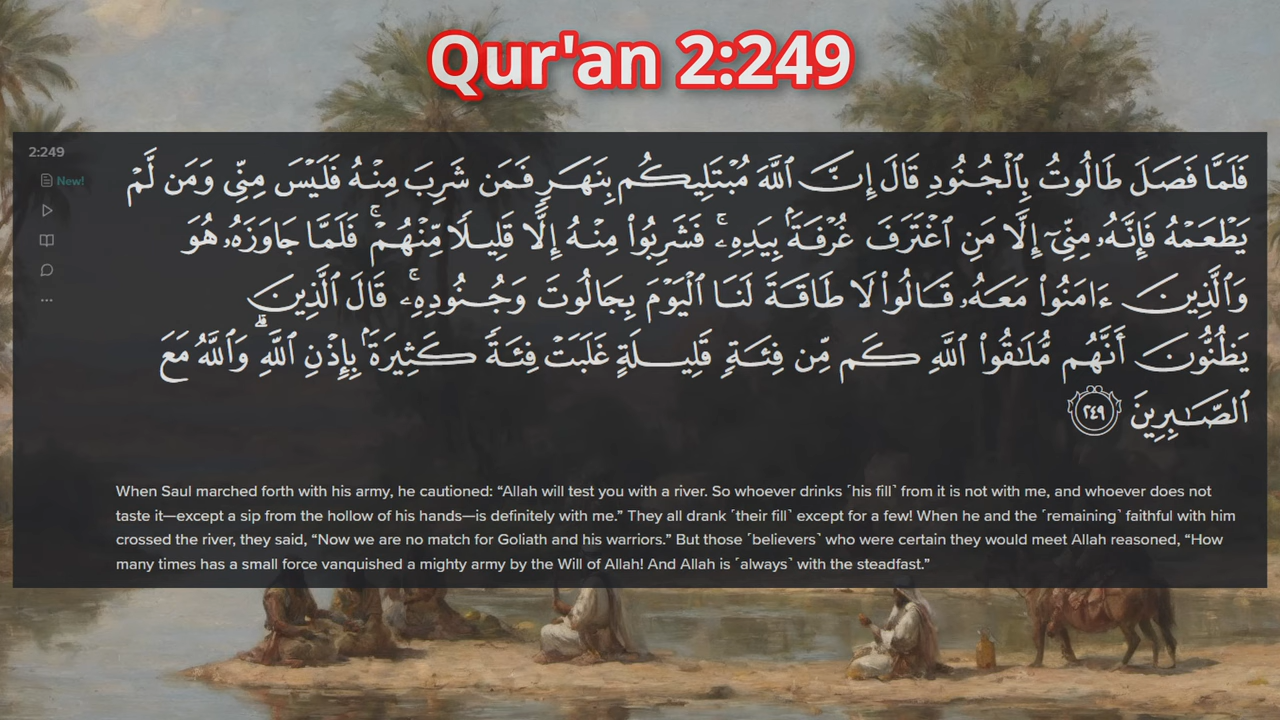 Qur'an 2:249
2:249
New!
فَلَمَّا فَصَلَ طَالُوتُ بِٱلْجُنُودِ قَالَ إِنَّ ٱللَّهَ مُبْتَلِيكُم بِنَهَرٍ فَمَن شَرِبَ مِنْهُ فَلَيْسَ مِنِّى وَمَن لَّمْ
يَطْعَمْهُ فَإِنَّهُۥ مِنِّىٓ إِلَّا مَنِ ٱغْتَرَفَ غُرْفَةًۢ بِيَدِهِۦ ۚ فَشَرِبُوا۟ مِنْهُ إِلَّا قَلِيلًا مِّنْهُمْ ۚ فَلَمَّا جَاوَزَهُۥ هُوَ
وَٱلَّذِينَ ءَامَنُوا۟ مَعَهُۥ قَالُوا۟ لَا طَاقَةَ لَنَا ٱلْيَوْمَ بِجَالُوتَ وَجُنُودِهِۦ ۚ قَالَ ٱلَّذِينَ
يَظُنُّونَ أَنَّهُم مُّلَـٰقُوا۟ ٱللَّهِ كَم مِّن فِئَةٍ قَلِيلَةٍ غَلَبَتْ فِئَةً كَثِيرَةًۢ بِإِذْنِ ٱللَّهِ ۗ وَٱللَّهُ مَعَ
ٱلصَّـٰبِرِينَ ٢٤٩
When Saul marched forth with his army, he cautioned: “Allah will test you with a river. So whoever drinks ˹his fill˺ from it is not with me, and whoever does not
taste it—except a sip from the hollow of his hands—is definitely with me.” They all drank ˹their fill˺ except for a few! When he and the ˹remaining˺ faithful with him
crossed the river, they said, “Now we are no match for Goliath and his warriors.” But those ˹believers˺ who were certain they would meet Allah reasoned, “How
many times has a small force vanquished a mighty army by the Will of Allah! And Allah is ˹always˺ with the steadfast.”